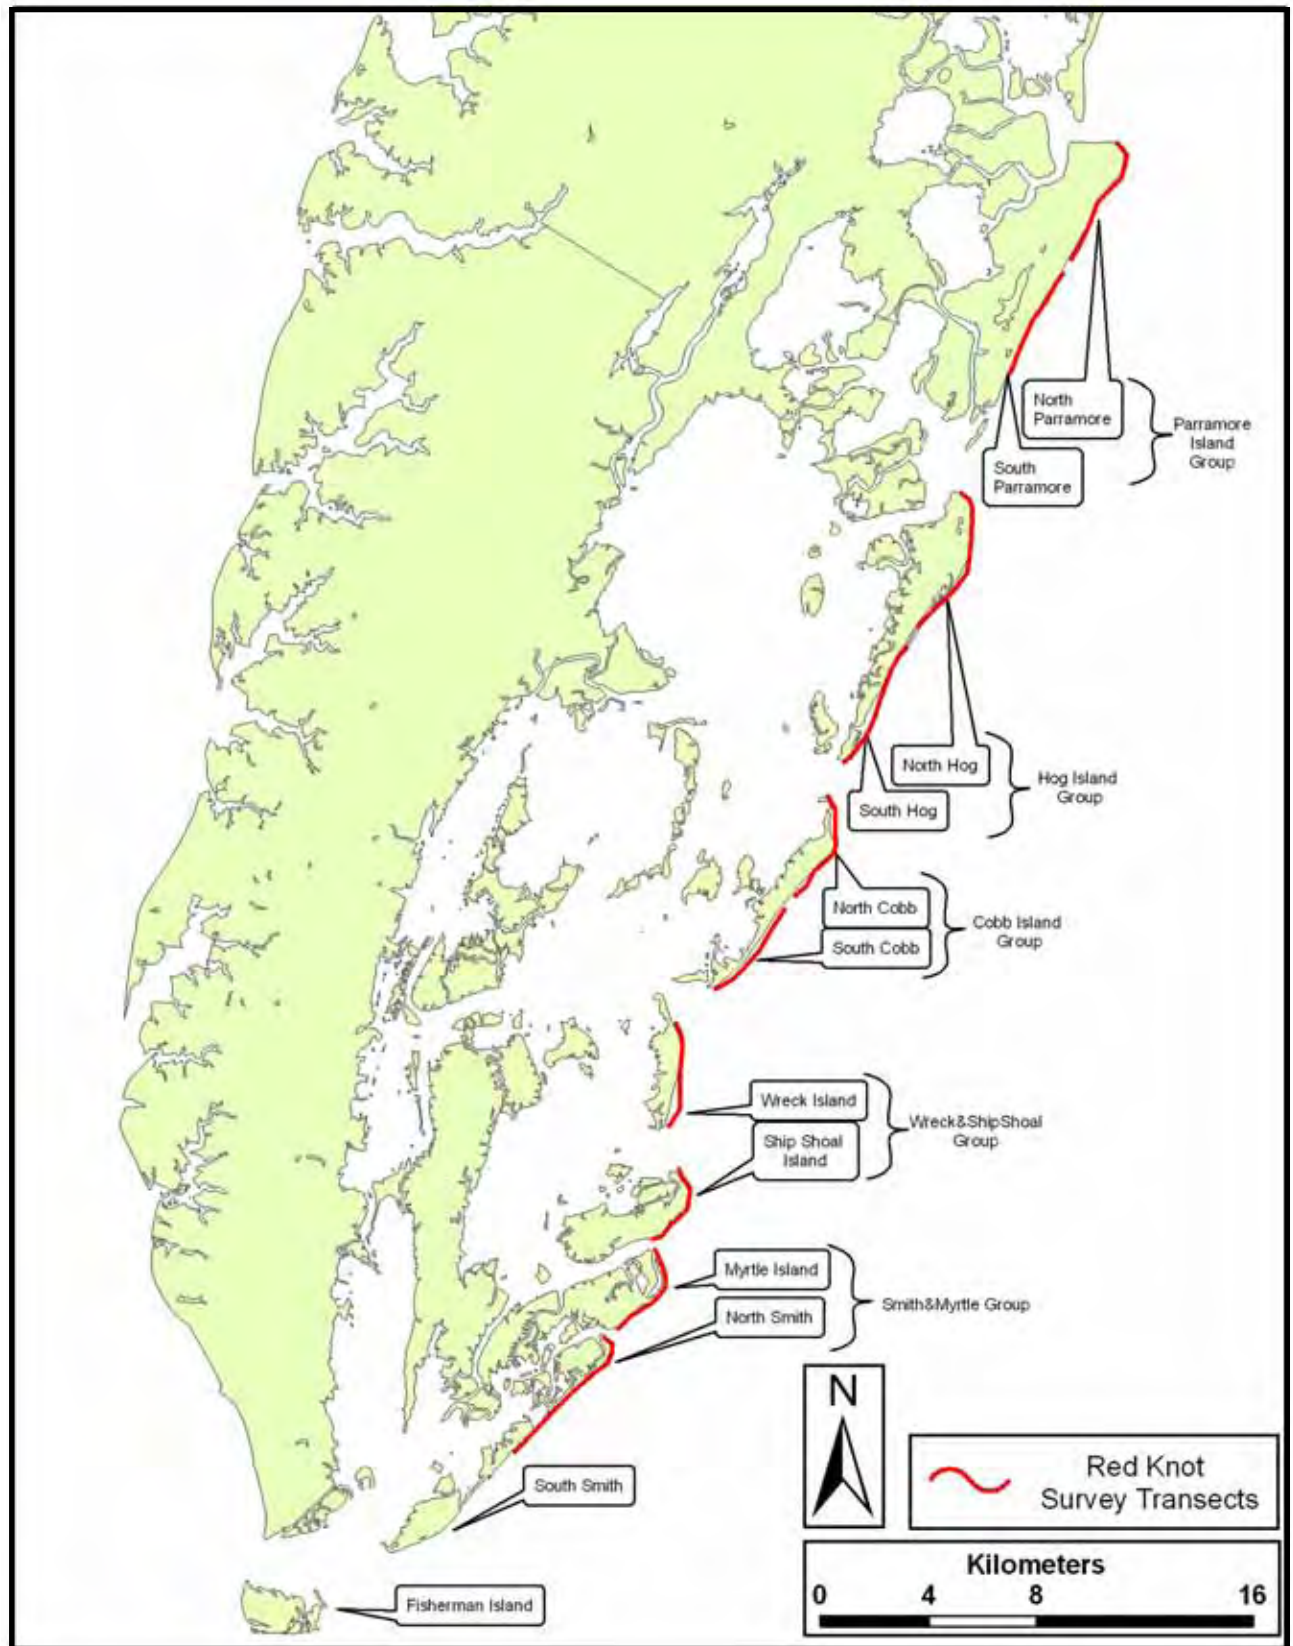 North
Parramore
Parramore
Island
Group
South
Parramore
North Hog
Hog Island
Group
South Hog
North Cobb
Cobb Island
Group
South Cobb
Wreck Island
Wreck&ShipShoal
Group
Ship Shoal
Island
Myrtle Island
Smith&Myrtle Group
North Smith
N
Red Knot
Survey Transects
South Smith
Kilometers
0 4 8 16
Fisherman Island